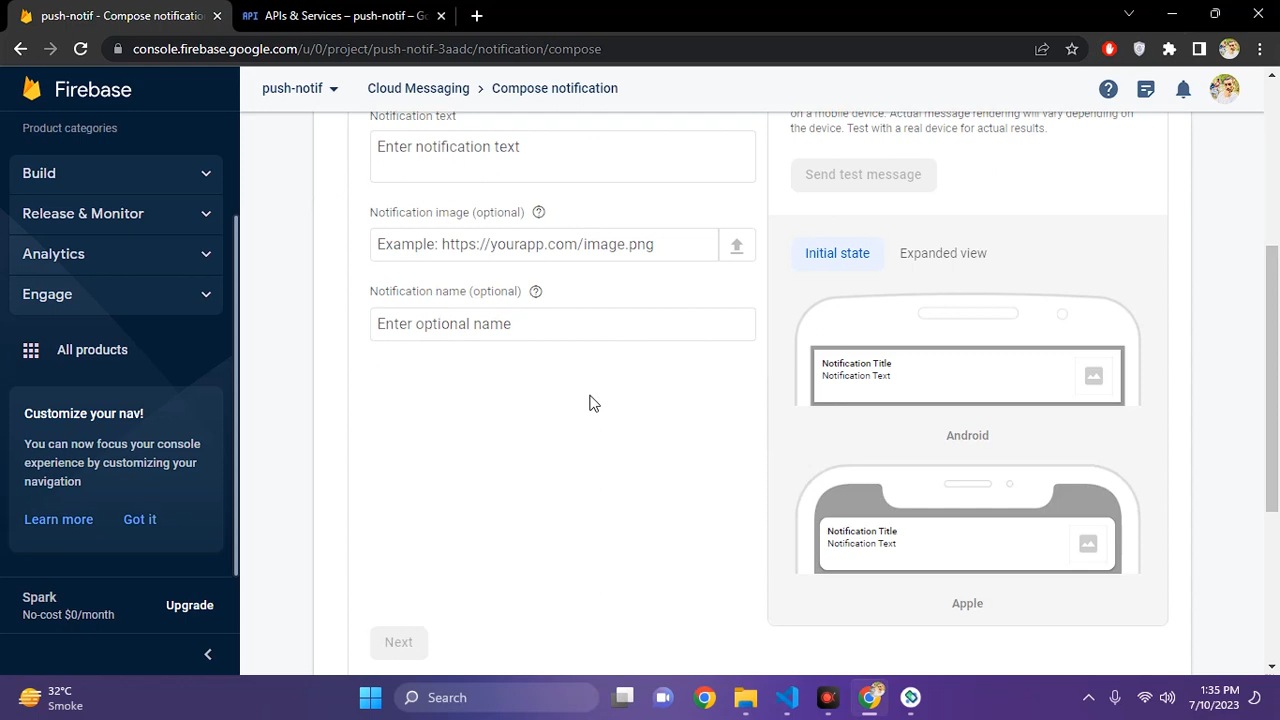 push-notif - Compose notificatio
APIs & Services – push-notif – Go
console.firebase.google.com/u/0/project/push-notif-3aadc/notification/compose
Firebase
push-notif
Cloud Messaging > Compose notification
Product categories
Build
Release & Monitor
Analytics
Engage
All products
Customize your nav!
You can now focus your console
experience by customizing your
navigation
Learn more Got it
Spark
No-cost $0/month
Upgrade
Notification text
Enter notification text
Notification image (optional)
Example: https://yourapp.com/image.png
Notification name (optional)
Enter optional name
Next
on a mobile device. Actual message rendering will vary depending on
the device. Test with a real device for actual results.
Send test message
Initial state Expanded view
Notification Title
Notification Text
Android
Notification Title
Notification Text
Apple
32°C
Smoke
Search
1:35 PM
7/10/2023